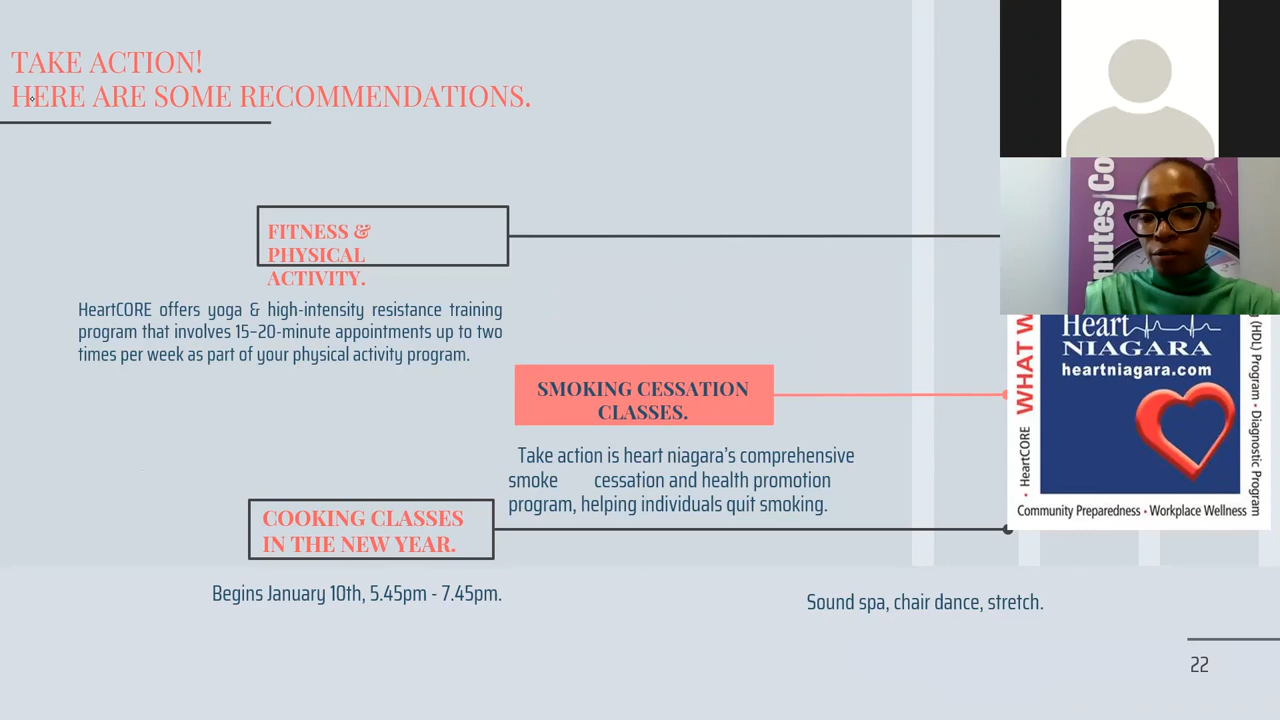 TAKE ACTION!
HERE ARE SOME RECOMMENDATIONS.
FITNESS &
PHYSICAL
ACTIVITY.
HeartCORE offers yoga & high-intensity resistance training
program that involves 15-20-minute appointments up to two
times per week as part of your physical activity program.
SMOKING CESSATION
CLASSES.
Take action is heart niagara's comprehensive
smoke cessation and health promotion
program, helping individuals quit smoking.
COOKING CLASSES
IN THE NEW YEAR.
Begins January 10th, 5.45pm - 7.45pm.
Sound spa, chair dance, stretch.
22
nutes Co
Heart
NIAGARA
heartniagara.com
WHAT W
• HeartCORE
Community Preparedness • Workplace Wellness
(HDL) Program • Diagnostic Program